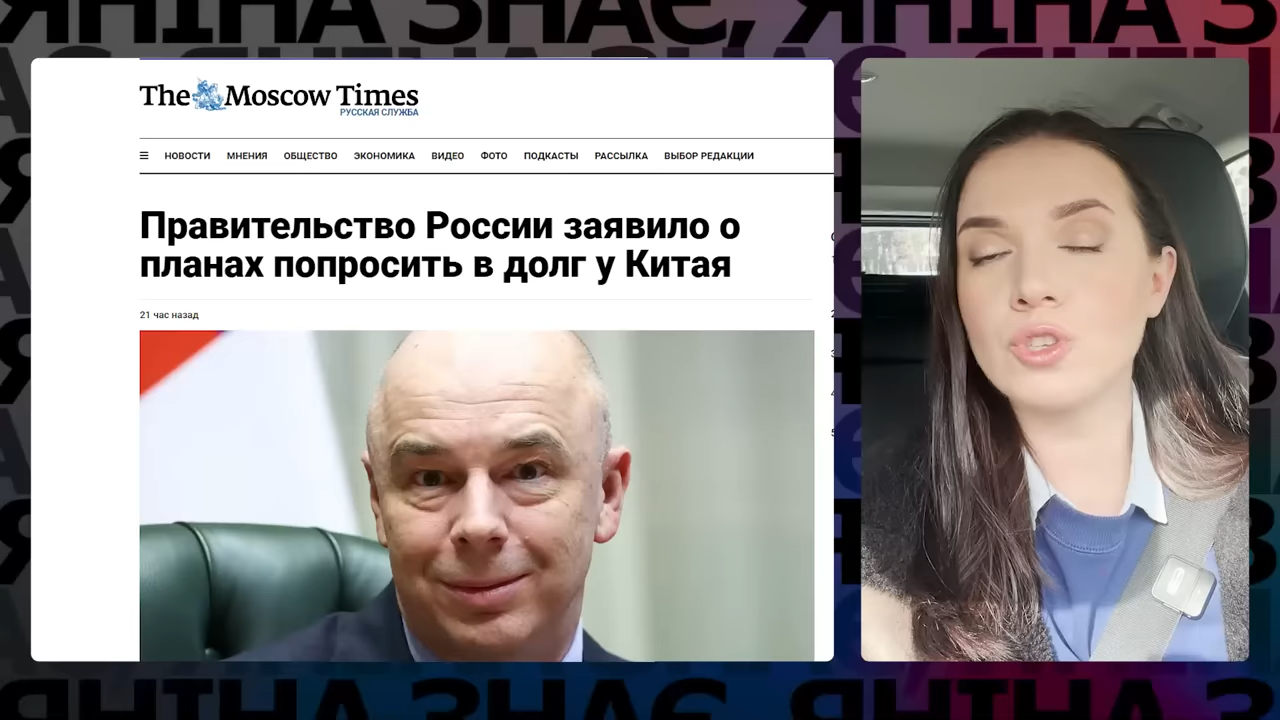 ЯНІНА ЗНАЄ, ЯНІНА З
The Moscow Times
РУССКАЯ СЛУЖБА
НОВОСТИ МНЕНИЯ ОБЩЕСТВО ЭКОНОМИКА ВИДЕО ФОТО ПОДКАСТЫ РАССЫЛКА ВЫБОР РЕДАКЦИИ
Правительство России заявило о
планах попросить в долг у Китая
21 час назад
ЯНІНА ЗНАЄ, ЯНІНА З